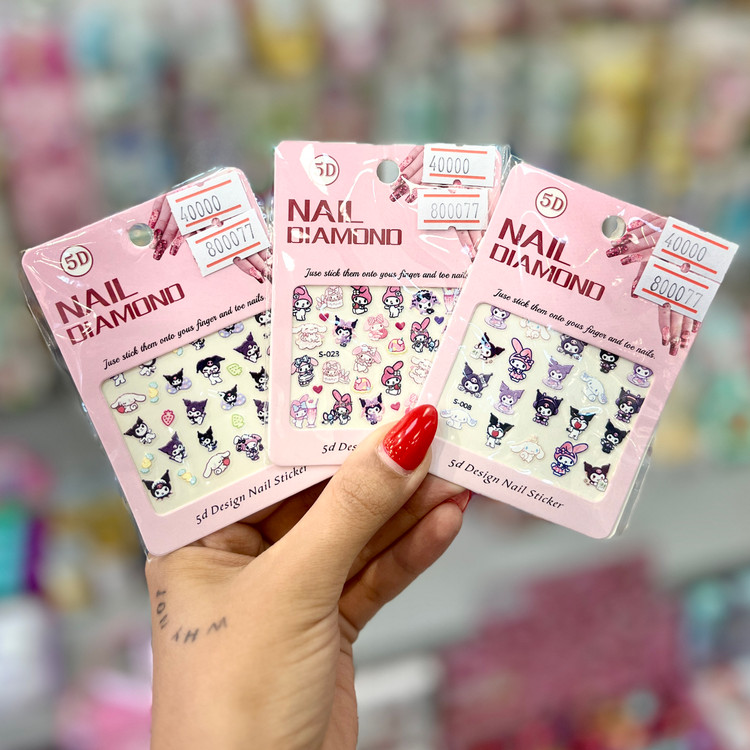 5D
NAIL
DIAMOND
40000
800077
Juse stick them onto yous finger and toe nails.
5d Design Nail Sticker
5D
NAIL
DIAMOND
40000
800077
Juse stick them onto yous finger and toe nails
S-023
5d Design
5D
NAIL
DIAMOND
40000
800077
Juse stick them onto yous finger and toe nails.
S-008
5d Design Nail Sticker
WHY
NOT